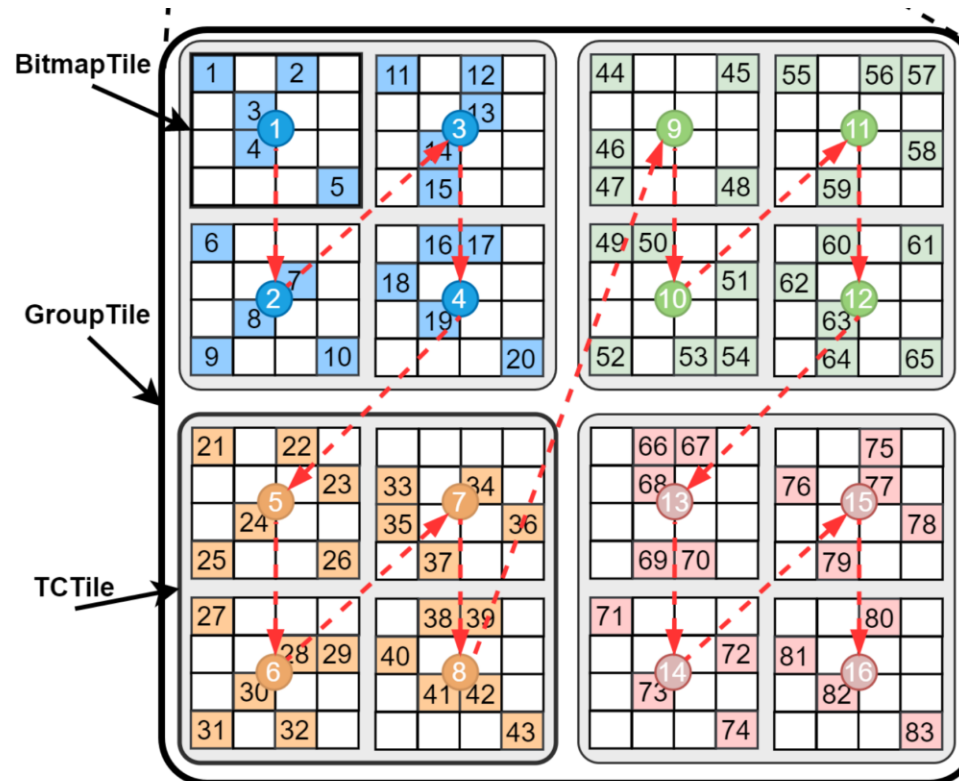 BitmapTile
1 2 11 12 44 45 55 56 57
3 13
1 3 9 11
4 14 46 58
5 15 47 48 59
6 16 17 49 50 60 61
7 18 51 62
2 4 10 12
GroupTile
8 19 63
9 10 20 52 53 54 64 65
21 22 66 67 75
23 33 34 68 76 77
5 7 13 15
24 35 36 78
25 26 37 69 70 79
TCTile
27 38 39 71 80
28 29 40 72 81
6 8 14 16
30 41 42 73 82
31 32 43 74 83